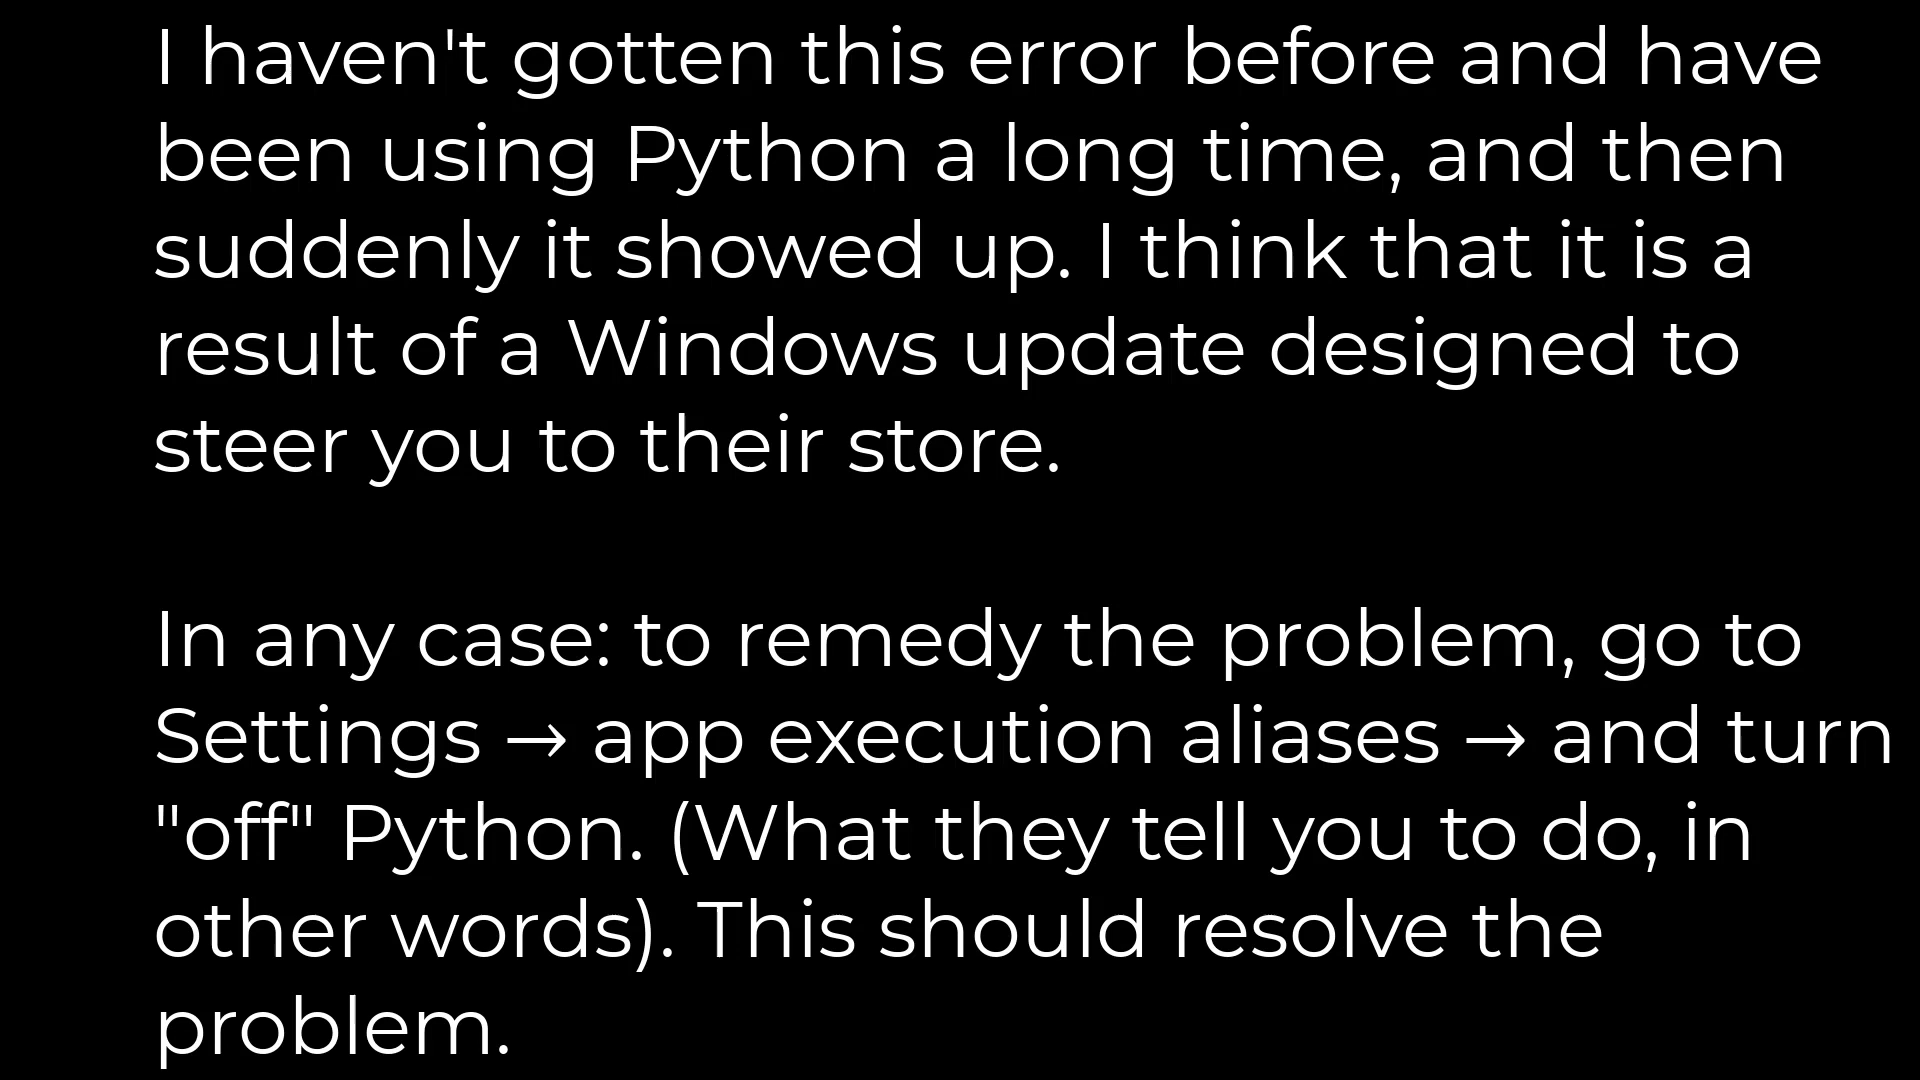 I haven't gotten this error before and have
been using Python a long time, and then
suddenly it showed up. I think that it is a
result of a Windows update designed to
steer you to their store.
In any case: to remedy the problem, go to
Settings → app execution aliases → and turn
"off" Python. (What they tell you to do, in
other words). This should resolve the
problem.